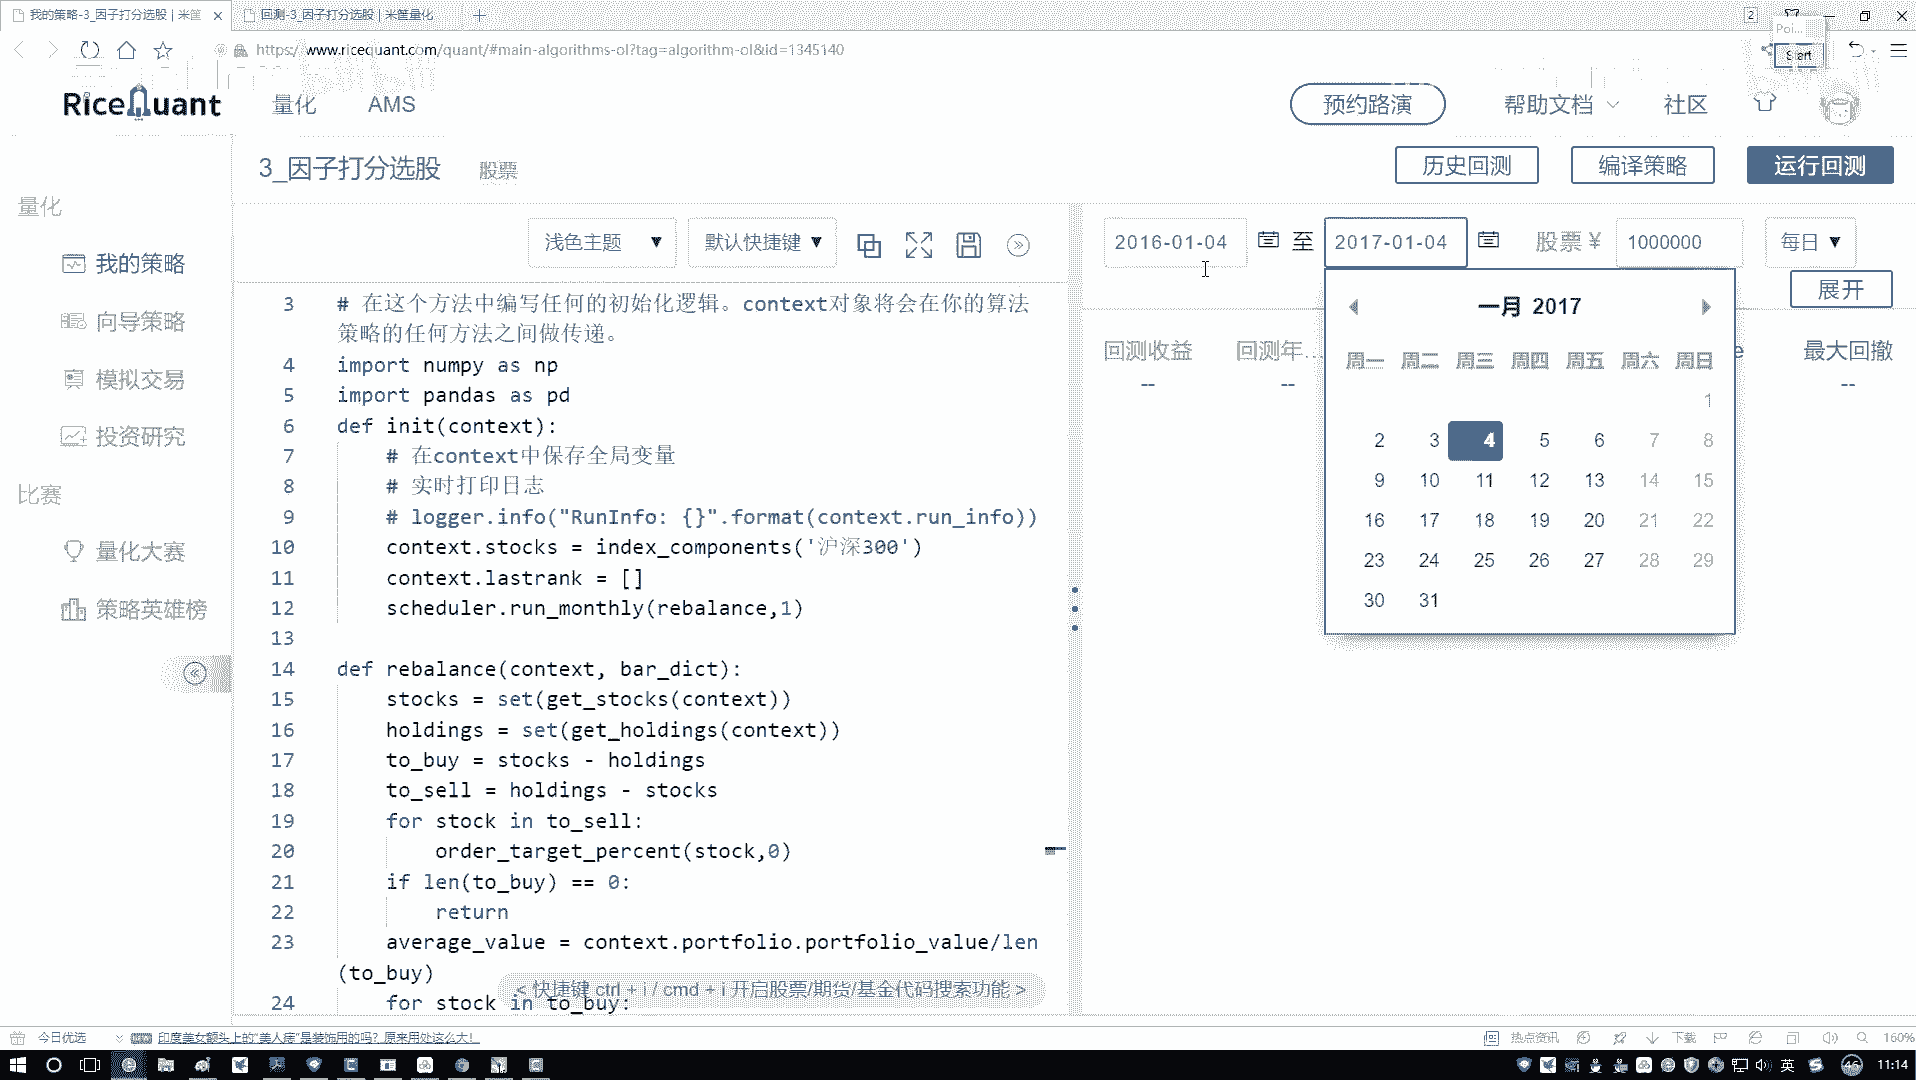 我的策略-3_因子打分选股 | 米筐
回测-3_因子打分选股 | 米筐量化
2
https://www.ricequant.com/quant/#main-algorithms-ol?tag=algorithm-ol&id=1345140
Poi...
Start
RiceQuant
量化
AMS
预约路演
帮助文档
社区
3_因子打分选股
股票
历史回测
编译策略
运行回测
量化
我的策略
向导策略
模拟交易
投资研究
比赛
量化大赛
策略英雄榜
浅色主题 ▼
默认快捷键 ▼
2016-01-04
至
2017-01-04
股票 ¥
1000000
每日 ▼
展开
回测收益
--
回测年...
--
e
最大回撤
--
一月 2017
周一 周二 周三 周四 周五 周六 周日
1
2 3 4 5 6 7 8
9 10 11 12 13 14 15
16 17 18 19 20 21 22
23 24 25 26 27 28 29
30 31
3 # 在这个方法中编写任何的初始化逻辑。context对象将会在你的算法
策略的任何方法之间做传递。
4 import numpy as np
5 import pandas as pd
6 def init(context):
7 # 在context中保存全局变量
8 # 实时打印日志
9 # logger.info("RunInfo: {}".format(context.run_info))
10 context.stocks = index_components('沪深300')
11 context.lastrank = []
12 scheduler.run_monthly(rebalance,1)
13
14 def rebalance(context, bar_dict):
15 stocks = set(get_stocks(context))
16 holdings = set(get_holdings(context))
17 to_buy = stocks - holdings
18 to_sell = holdings - stocks
19 for stock in to_sell:
20 order_target_percent(stock,0)
21 if len(to_buy) == 0:
22 return
23 average_value = context.portfolio.portfolio_value/len
(to_buy)
24 for stock in to_buy:
< 快捷键 ctrl + i / cmd + i 开启股票/期货/基金代码搜索功能 >
今日优选
印度美女额头上的“美人痣”是装饰用的吗？原来用处这么大！
热点资讯
下载
160%
英
46
11:14